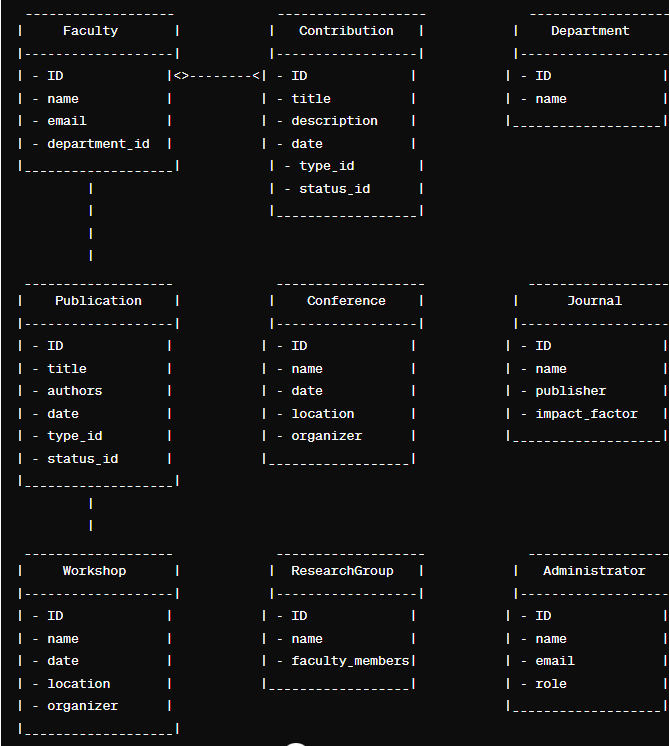 Faculty Contribution Department
- ID <>--------< - ID - ID
- name - title - name
- email - description
- department_id - date
- type_id
- status_id
Publication Conference Journal
- ID - ID - ID
- title - name - name
- authors - date - publisher
- date - location - impact_factor
- type_id - organizer
- status_id
Workshop ResearchGroup Administrator
- ID - ID - ID
- name - name - name
- date - faculty_members - email
- location - role
- organizer